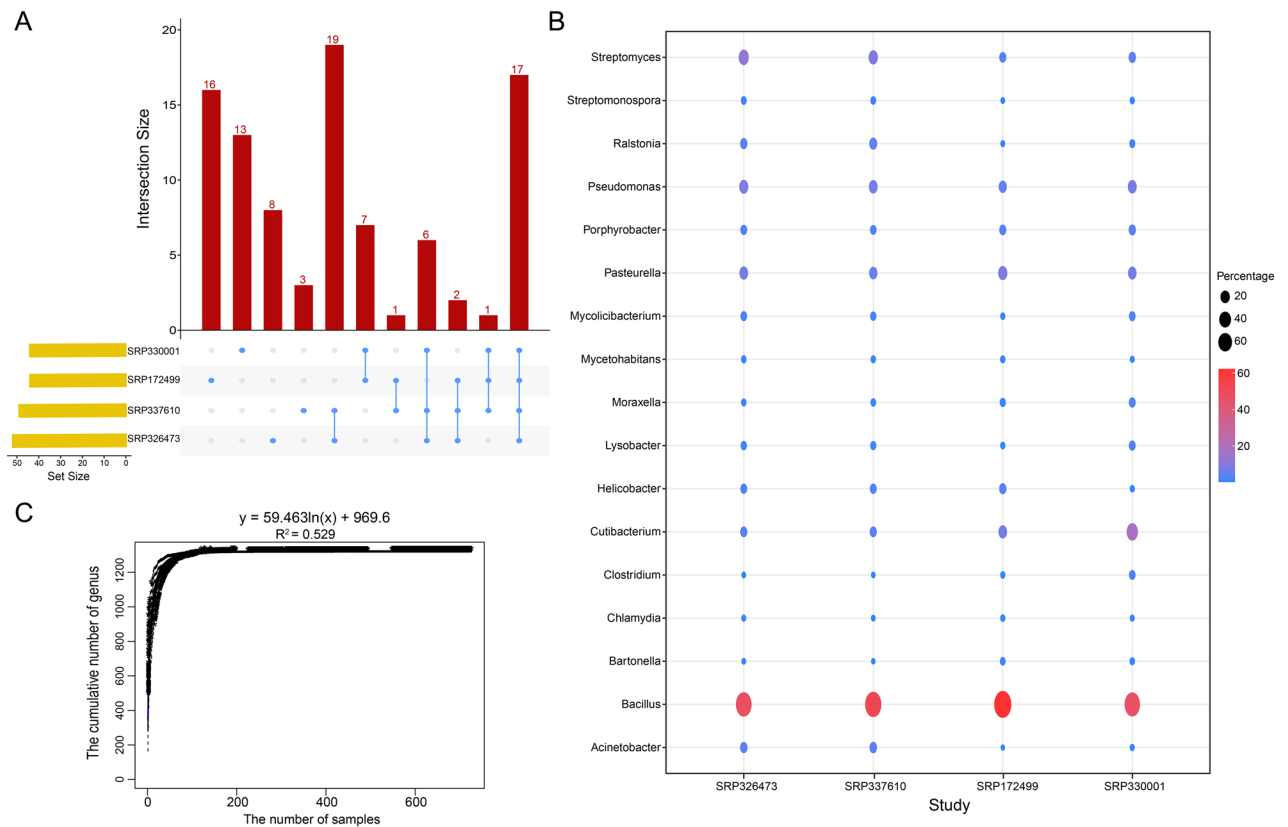 A
20
15
10
5
0
Intersection Size
16
13
8
3
19
7
1
6
2
1
17
SRP330001
SRP172499
SRP337610
SRP326473
50 40 30 20 10 0
Set Size
B
Streptomyces
Streptomonospora
Ralstonia
Pseudomonas
Porphyrobacter
Pasteurella
Mycolicibacterium
Mycetohabitans
Moraxella
Lysobacter
Helicobacter
Cutibacterium
Clostridium
Chlamydia
Bartonella
Bacillus
Acinetobacter
SRP326473 SRP337610 SRP172499 SRP330001
Study
Percentage
20
40
60
60
40
20
C
y = 59.463ln(x) + 969.6
R² = 0.529
The cumulative number of genus
1200
1000
800
600
400
200
0
0 200 400 600
The number of samples